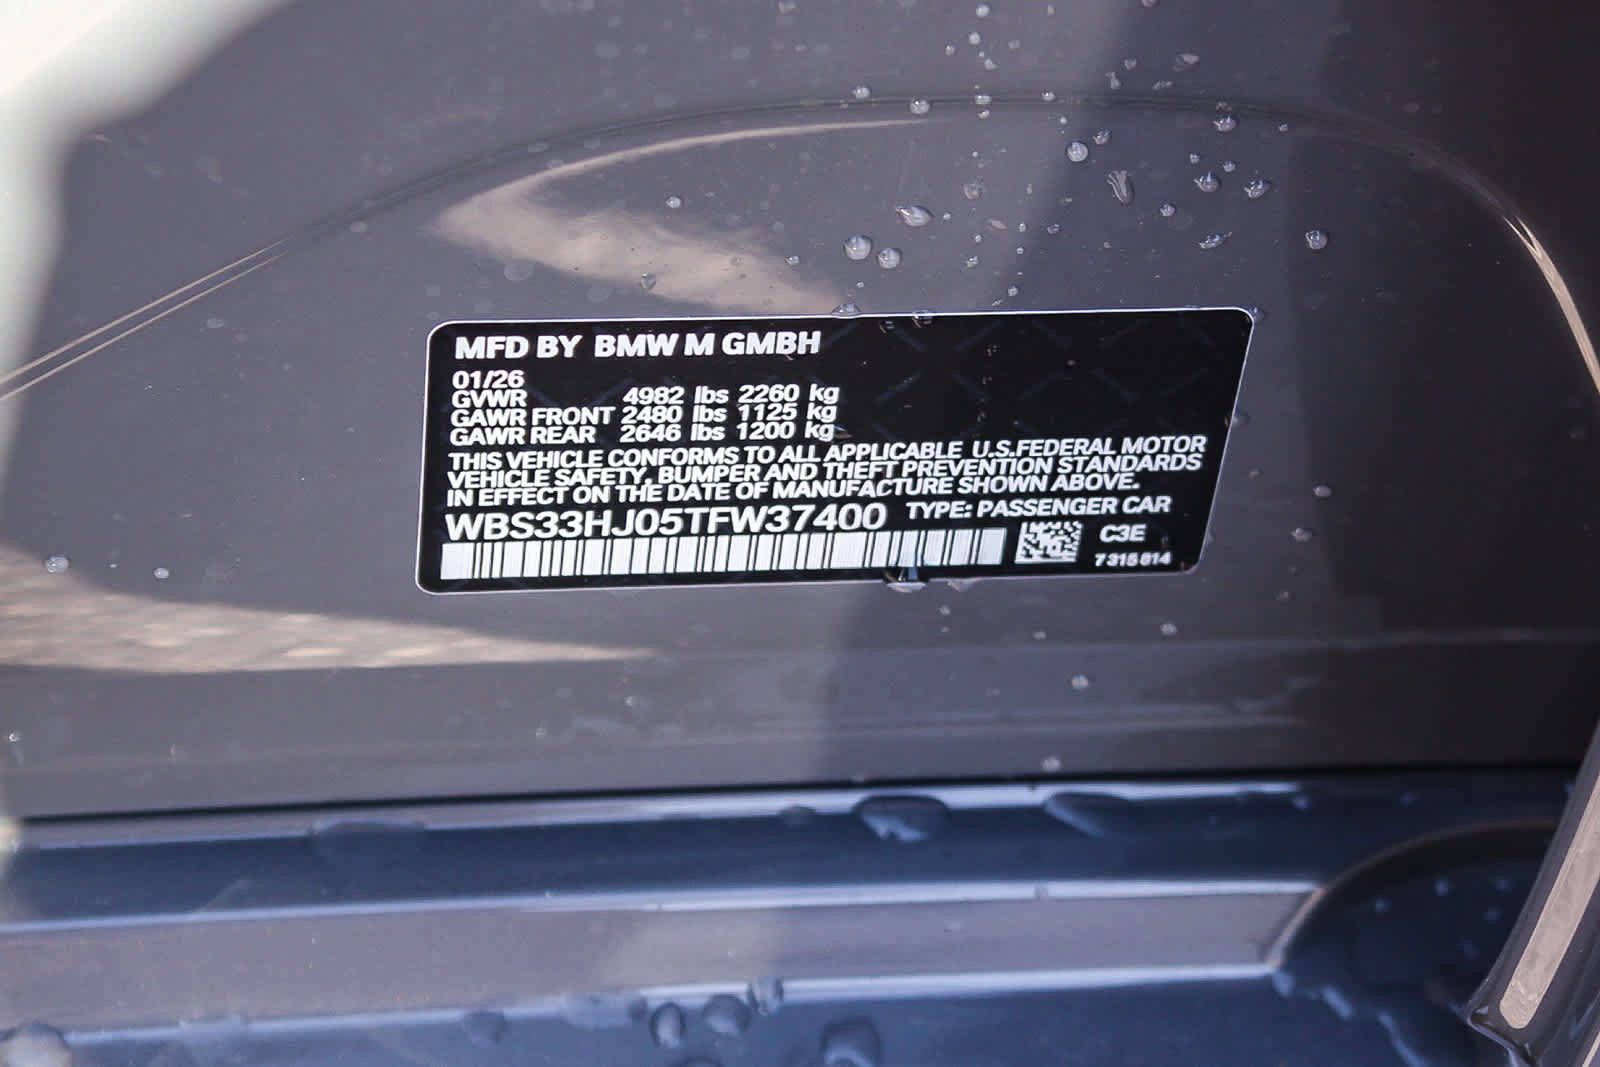 MFD BY BMW M GMBH
01/26
GVWR 4982 lbs 2260 kg
GAWR FRONT 2480 lbs 1125 kg
GAWR REAR 2646 lbs 1200 kg
THIS VEHICLE CONFORMS TO ALL APPLICABLE U.S.FEDERAL MOTOR
VEHICLE SAFETY, BUMPER AND THEFT PREVENTION STANDARDS
IN EFFECT ON THE DATE OF MANUFACTURE SHOWN ABOVE.
WBS33HJ05TFW37400 TYPE: PASSENGER CAR
C3E
7 315 814